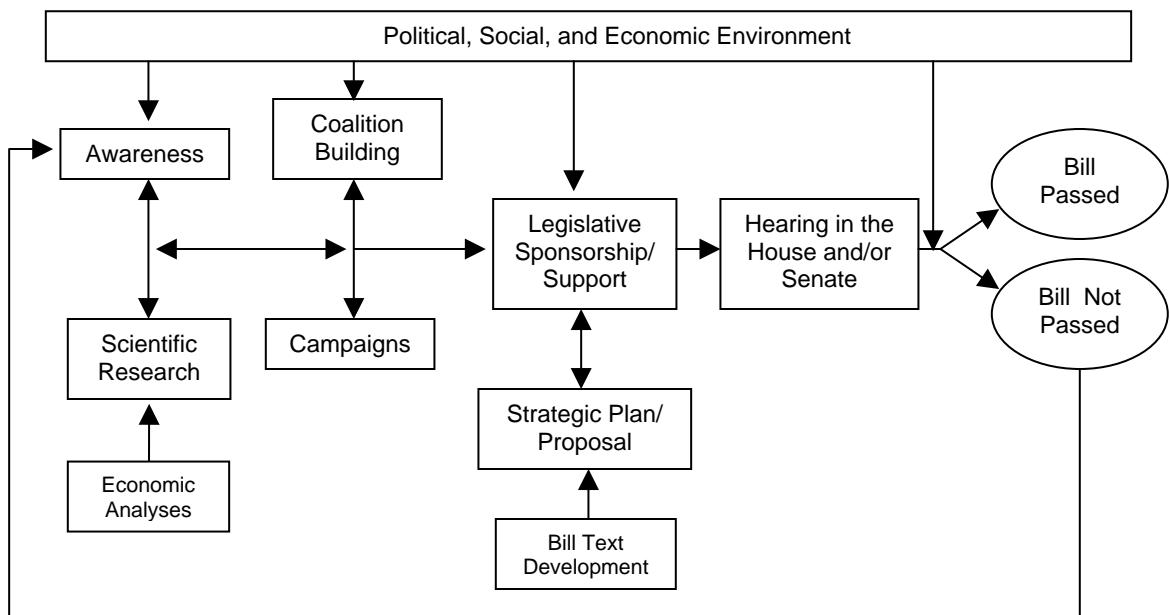 Political, Social, and Economic Environment
Coalition
Building
Awareness
Bill
Passed
Legislative
Sponsorship/
Support
Hearing in the
House and/or
Senate
Bill Not
Passed
Scientific
Research
Campaigns
Strategic Plan/
Proposal
Economic
Analyses
Bill Text
Development